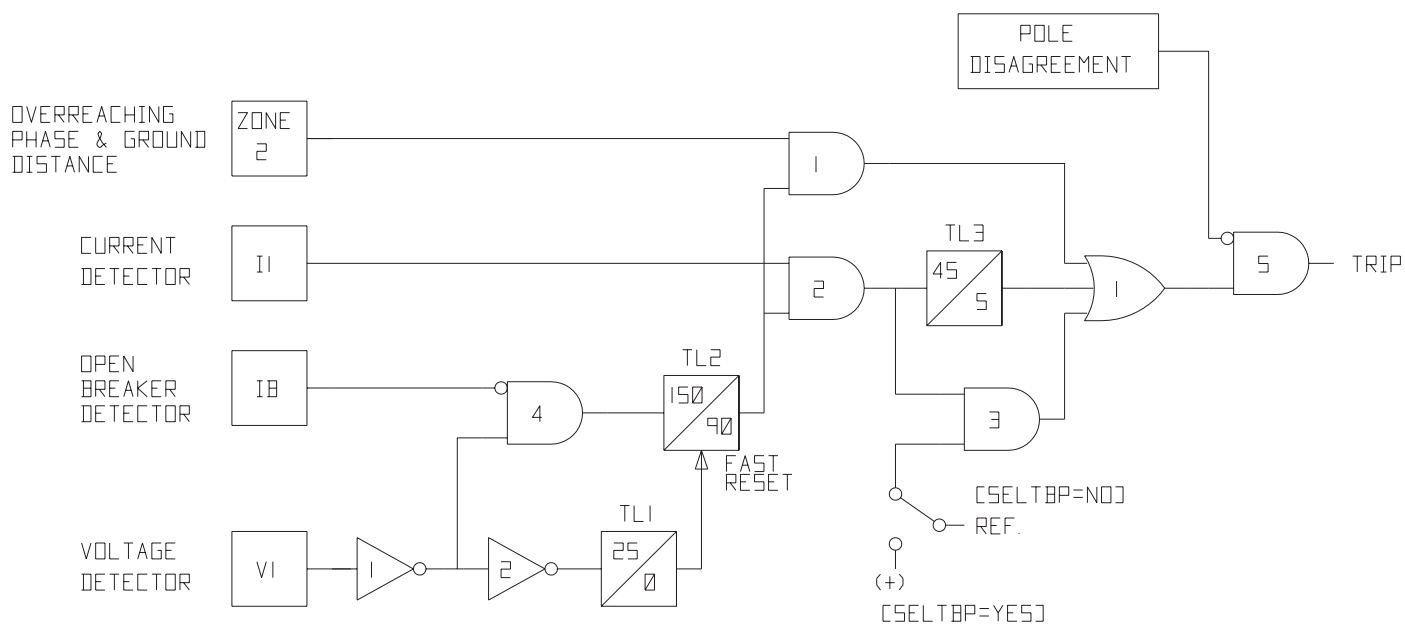 POLE
DISAGREEMENT
OVERREACHING
PHASE & GROUND
DISTANCE
ZONE
2
1
CURRENT
DETECTOR
I1
2
TL3
45
5
1
5
TRIP
OPEN
BREAKER
DETECTOR
IB
4
TL2
150
90
FAST
RESET
3
[SELTBP=NO]
REF.
VOLTAGE
DETECTOR
V1
1
2
TL1
25
0
(+)
[SELTBP=YES]